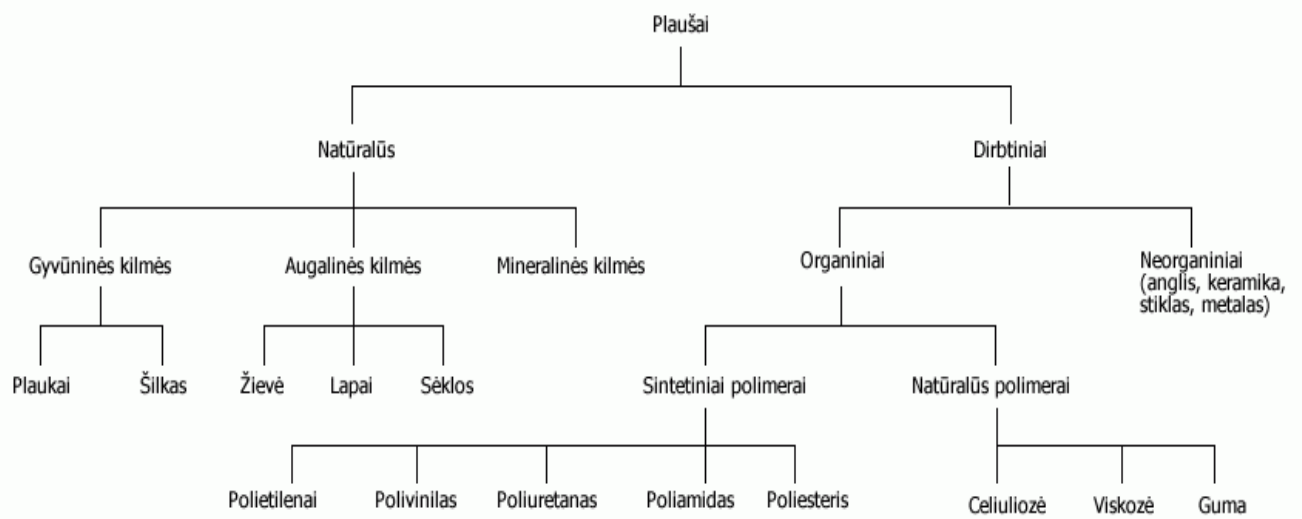 Plaušai
Natūralūs
Dirbtiniai
Gyvūninės kilmės
Augalinės kilmės
Mineralinės kilmės
Organiniai
Neorganiniai
(anglis, keramika,
stiklas, metalas)
Plaukai
Šilkas
Žievė
Lapai
Sėklos
Sintetiniai polimerai
Natūralūs polimerai
Polietilenai
Polivinilas
Poliuretanas
Poliamidas
Poliesteris
Celiuliozė
Viskozė
Guma